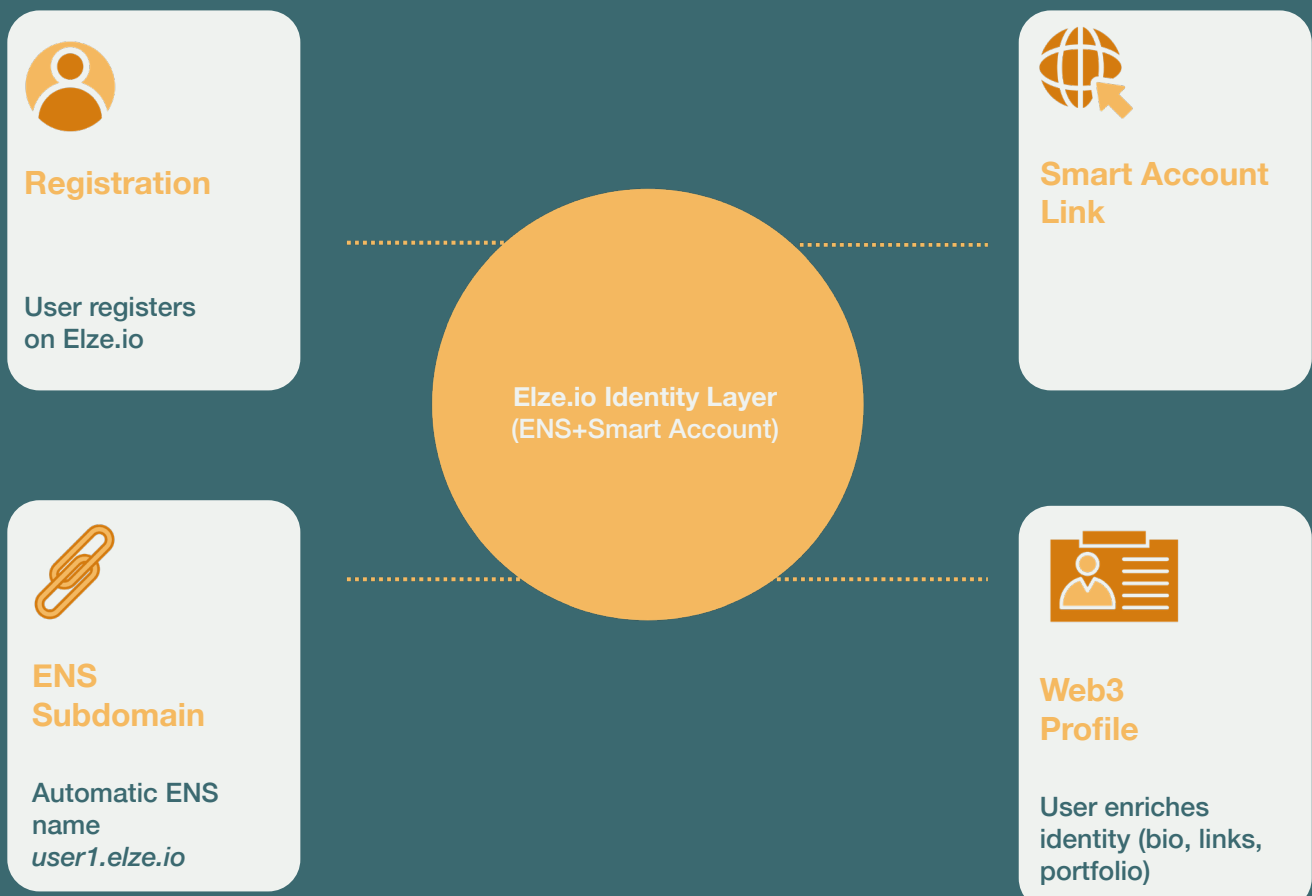 Registration
User registers
on Elze.io
Smart Account
Link
Elze.io Identity Layer
(ENS+Smart Account)
ENS
Subdomain
Automatic ENS
name
user1.elze.io
Web3
Profile
User enriches
identity (bio, links,
portfolio)